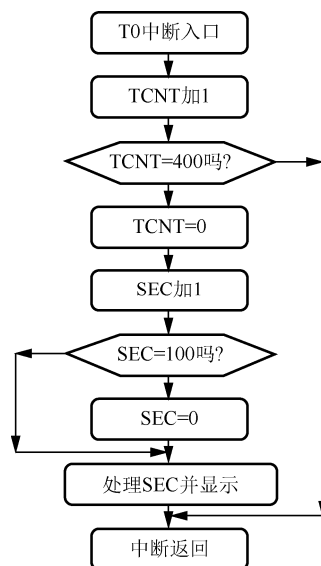 T0中断入口
TCNT加1
TCNT=400吗?
TCNT=0
SEC加1
SEC=100吗?
SEC=0
处理SEC并显示
中断返回